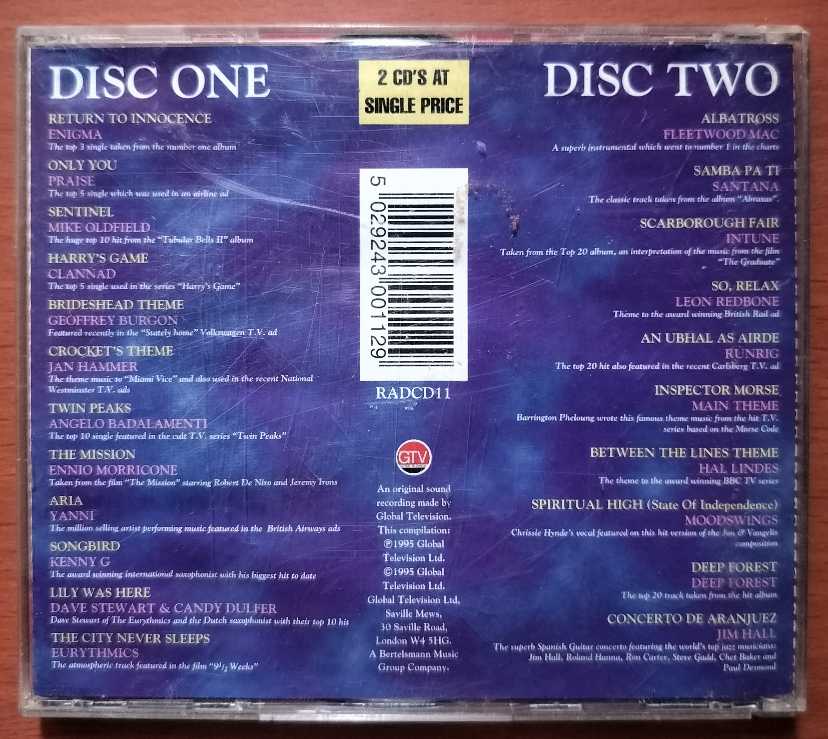 DISC ONE
RETURN TO INNOCENCE
ENIGMA
The top 3 single taken from the number one album
ONLY YOU
PRAISE
The top 5 single which was used in an airline ad
SENTINEL
MIKE OLDFIELD
The huge top 10 hit from the "Tubular Bells II" album
HARRY'S GAME
CLANNAD
The top 5 single used in the series "Harry's Game"
BRIDESHEAD THEME
GEOFFREY BURGON
Featured recently in the "Stately home" Volkswagen T.V. ad
CROCKET'S THEME
JAN HAMMER
The theme music to "Miami Vice" and also used in the recent National
Westminster T.V. ads
TWIN PEAKS
ANGELO BADALAMENTI
The top 10 single featured in the cult T.V. series "Twin Peaks"
THE MISSION
ENNIO MORRICONE
Taken from the film "The Mission" starring Robert De Niro and Jeremy Irons
ARIA
YANNI
The million selling artist performing music featured in the British Airways ads
SONGBIRD
KENNY G
The award winning international saxophonist with his biggest hit to date
LILY WAS HERE
DAVE STEWART & CANDY DULFER
Dave Stewart of The Eurythmics and the Dutch saxophonist with their top 10 hit
THE CITY NEVER SLEEPS
EURYTHMICS
The atmospheric track featured in the film "9½ Weeks"
2 CD'S AT
SINGLE PRICE
5 029243 001129
RADCD11
GTV
An original sound
recording made by
Global Television.
This compilation:
℗1995 Global
Television Ltd.
©1995 Global
Television Ltd.
Global Television Ltd,
Saville Mews,
30 Saville Road,
London W4 5HG.
A Bertelsmann Music
Group Company.
DISC TWO
ALBATROSS
FLEETWOOD MAC
A superb instrumental which went to number 1 in the charts
SAMBA PA TI
SANTANA
The classic track taken from the album "Abraxas".
SCARBOROUGH FAIR
INTUNE
Taken from the Top 20 album, an interpretation of the music from the film
"The Graduate"
SO, RELAX
LEON REDBONE
Theme to the award winning British Rail ad
AN UBHAL AS AIRDE
RUNRIG
The top 20 hit also featured in the recent Carlsberg T.V. ad
INSPECTOR MORSE
MAIN THEME
Barrington Pheloung wrote this famous theme music from the hit T.V.
series based on the Morse Code
BETWEEN THE LINES THEME
HAL LINDES
The theme to the award winning BBC TV series
SPIRITUAL HIGH (State Of Independence)
MOODSWINGS
Chrissie Hynde's vocal featured on this hit version of the Jon & Vangelis
composition
DEEP FOREST
DEEP FOREST
The top 20 track taken from the hit album
CONCERTO DE ARANJUEZ
JIM HALL
The superb Spanish Guitar concerto featuring the world's top jazz musicians:
Jim Hall, Roland Hanna, Ron Carter, Steve Gadd, Chet Baker and
Paul Desmond